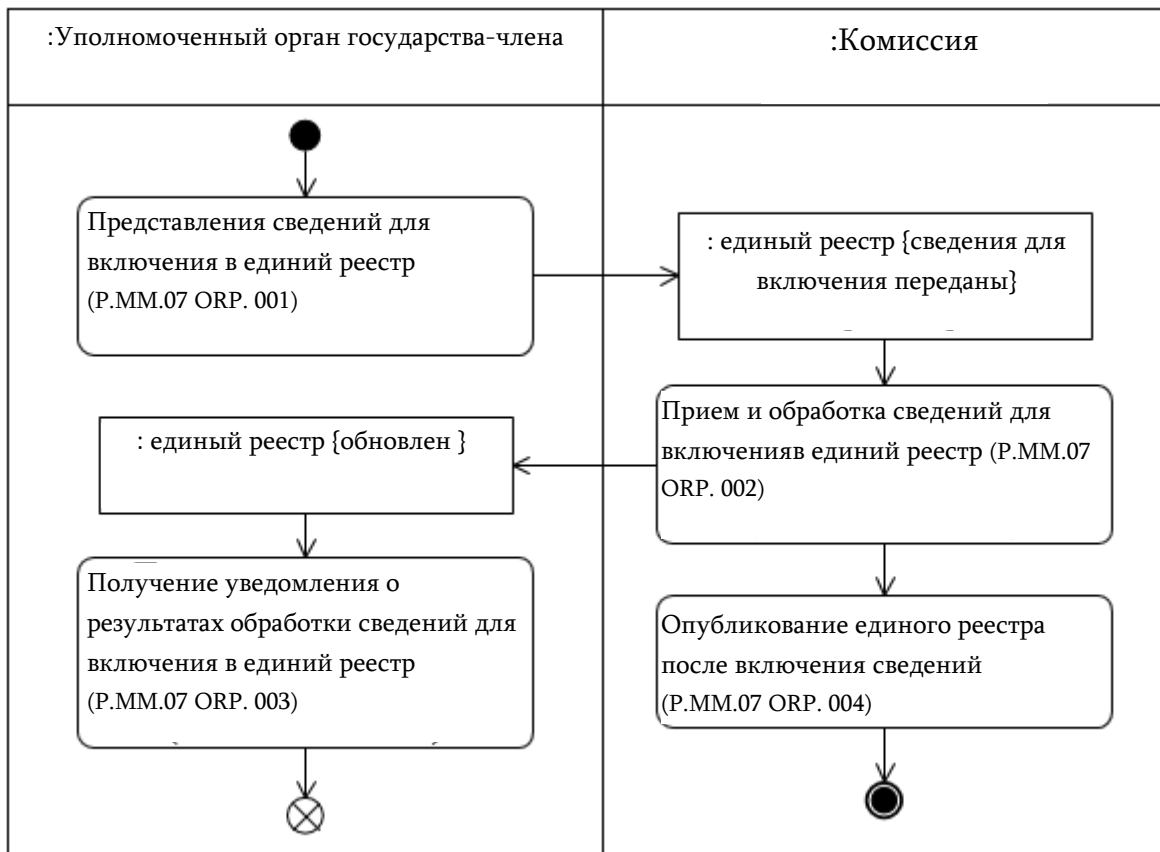 :Уполномоченный орган государства-члена
:Комиссия
Представления сведений для
включения в единий реестр
(P.MM.07 ORP. 001)
: единый реестр {сведения для
включения переданы}
: единый реестр {обновлен }
Прием и обработка сведений для
включенияв единий реестр (P.MM.07
ORP. 002)
Получение уведомления о
результатах обработки сведений для
включения в единий реестр
(P.MM.07 ORP. 003)
Опубликование единого реестра
после включения сведений
(P.MM.07 ORP. 004)